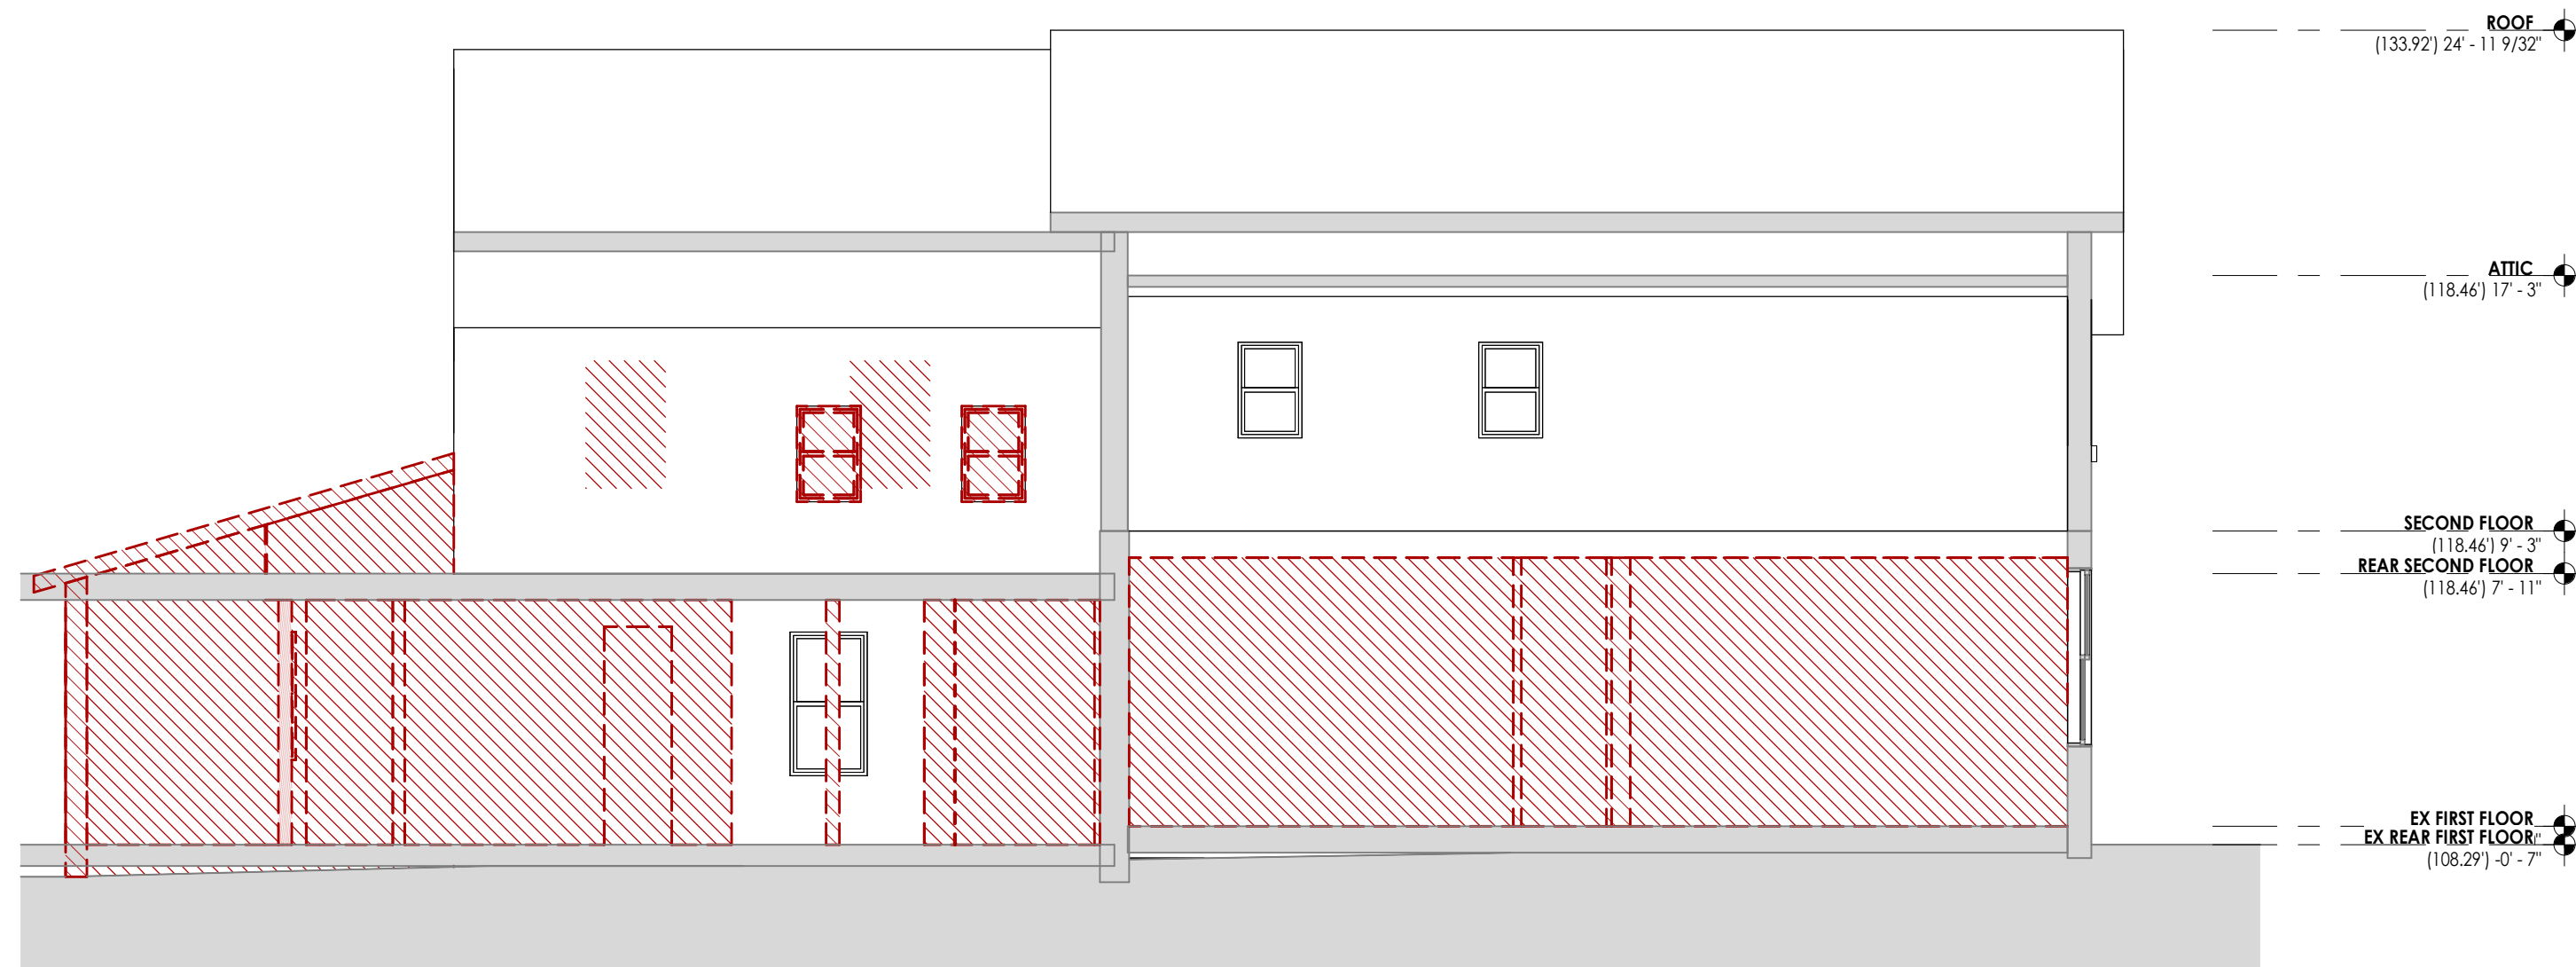 ROOF
(133.92') 24' - 11 9/32"
ATTIC
(118.46') 17' - 3"
SECOND FLOOR
(118.46') 9' - 3"
REAR SECOND FLOOR
(118.46') 7' - 11"
EX FIRST FLOOR
EX REAR FIRST FLOOR
(108.29') -0' - 7"